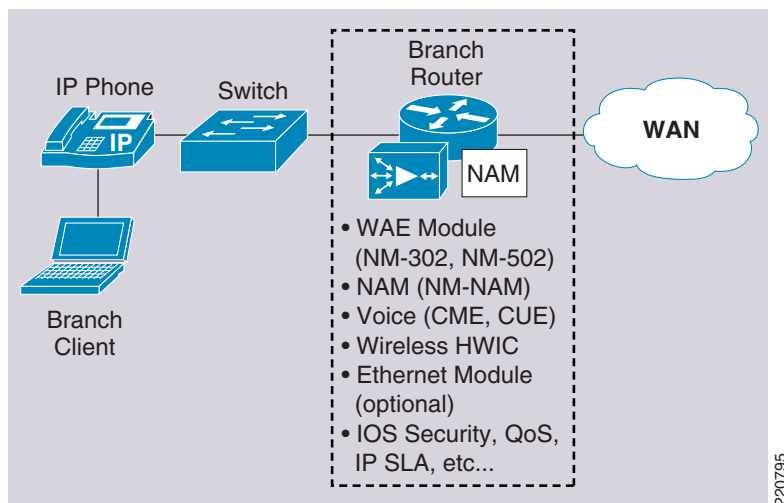 Branch
Router
IP Phone
Switch
IP
WAN
NAM
Branch
Client
• WAE Module
(NM-302, NM-502)
• NAM (NM-NAM)
• Voice (CME, CUE)
• Wireless HWIC
• Ethernet Module
(optional)
• IOS Security, QoS,
IP SLA, etc...
220795